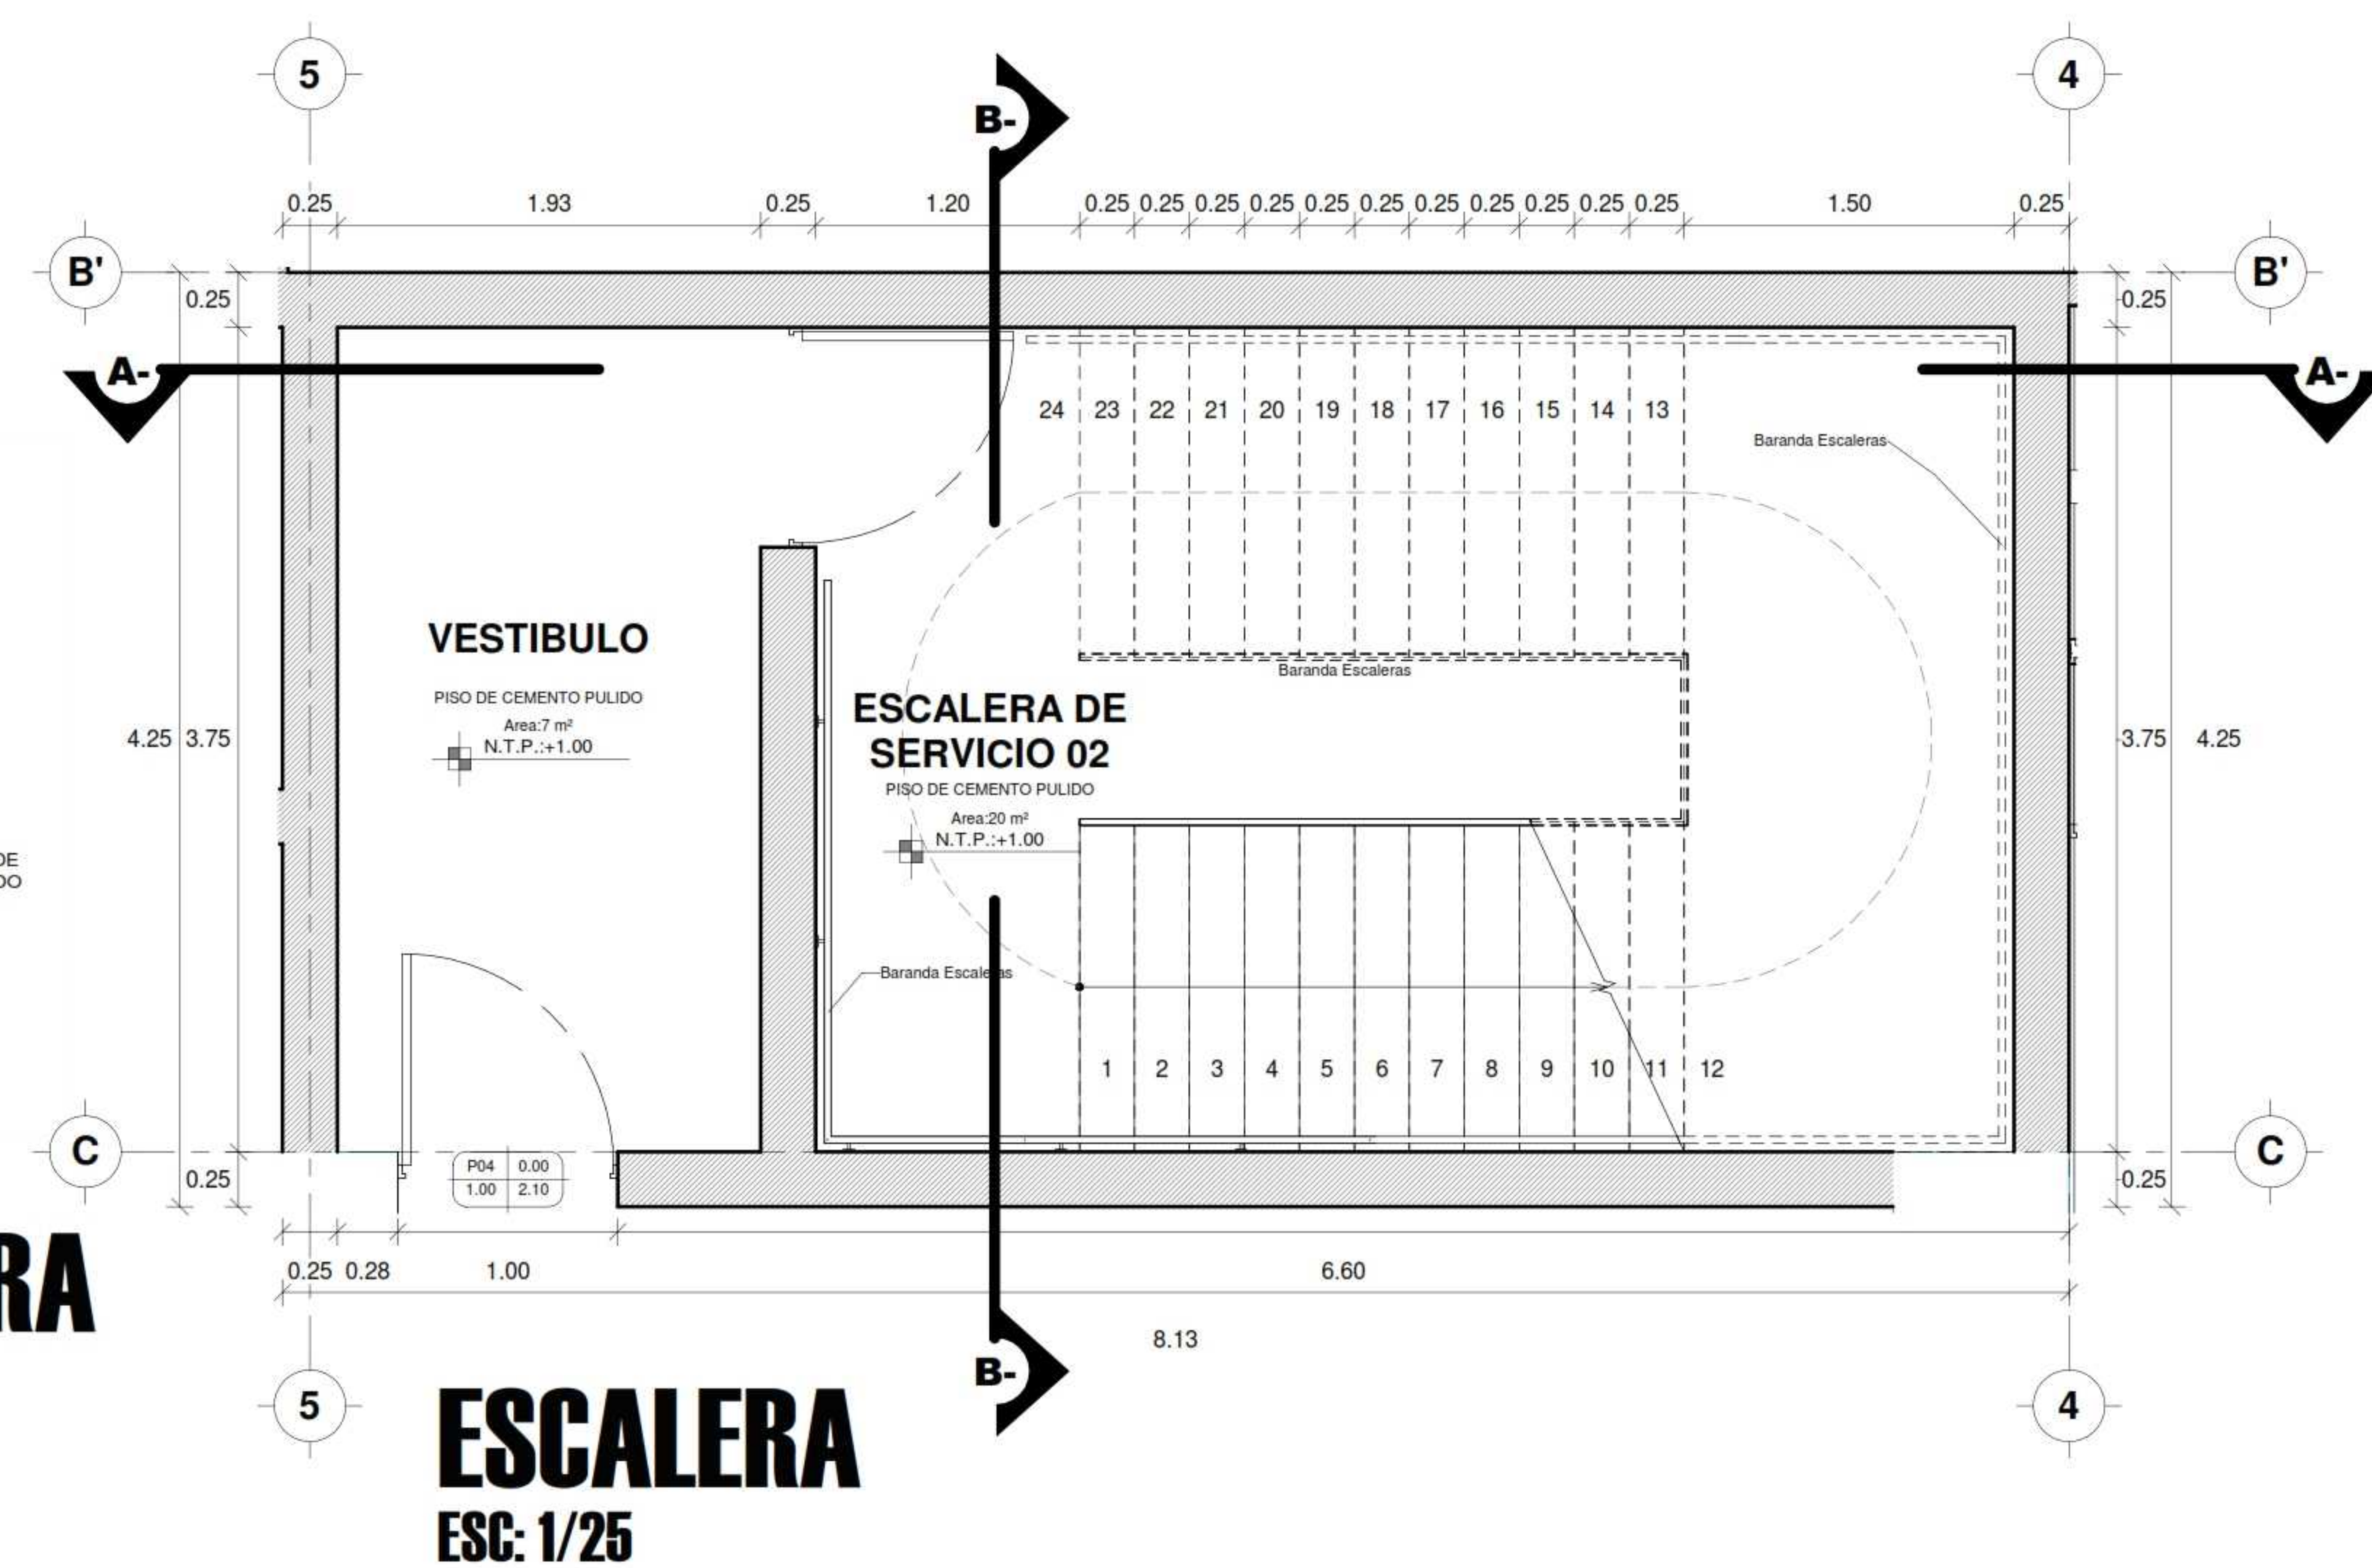 5
4
B-
0.25 1.93 0.25 1.20 0.25 0.25 0.25 0.25 0.25 0.25 0.25 0.25 0.25 0.25 0.25 1.50 0.25
B'
B'
0.25
0.25
A-
A-
24 23 22 21 20 19 18 17 16 15 14 13
Baranda Escaleras
VESTIBULO
PISO DE CEMENTO PULIDO
Area:7 m²
N.T.P.:+1.00
Baranda Escaleras
ESCALERA DE
SERVICIO 02
PISO DE CEMENTO PULIDO
Area:20 m²
N.T.P.:+1.00
4.25 3.75
3.75 4.25
DE
DO
Baranda Escaleras
1 2 3 4 5 6 7 8 9 10 11 12
C
C
P04 0.00
1.00 2.10
0.25
0.25
RA
0.25 0.28 1.00 6.60
8.13
B-
5
4
ESCALERA
ESC: 1/25